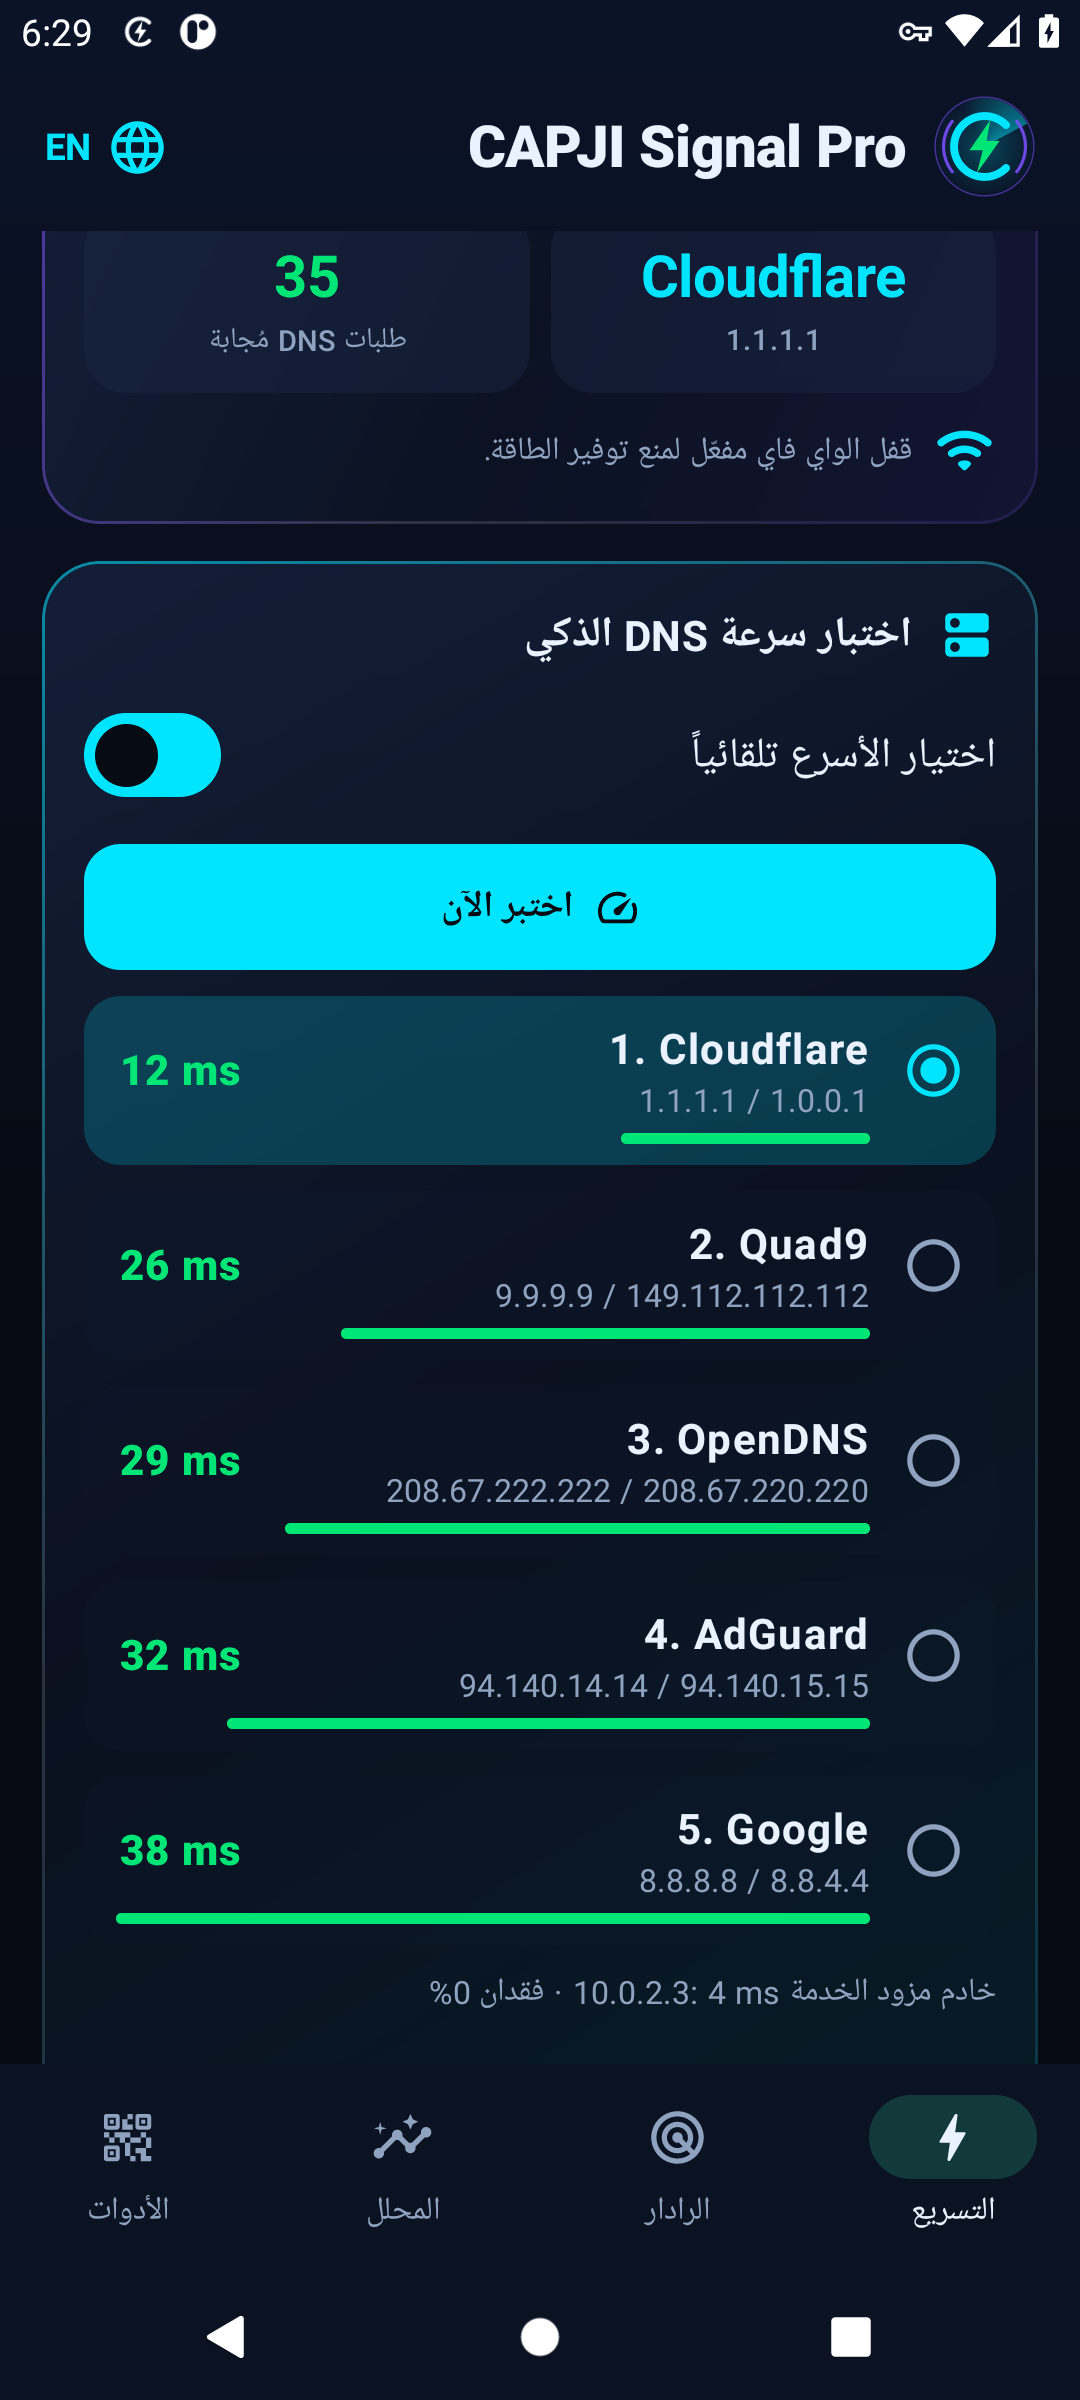 6:29
EN
CAPJI Signal Pro
Cloudflare
1.1.1.1
35
طلبات DNS مُجابة
قفل الواي فاي مفعّل لمنع توفير الطاقة.
اختبار سرعة DNS الذكي
اختيار الأسرع تلقائياً
اختبر الآن
1. Cloudflare
1.1.1.1 / 1.0.0.1
12 ms
2. Quad9
9.9.9.9 / 149.112.112.112
26 ms
3. OpenDNS
208.67.222.222 / 208.67.220.220
29 ms
4. AdGuard
94.140.14.14 / 94.140.15.15
32 ms
5. Google
8.8.8.8 / 8.8.4.4
38 ms
خادم مزود الخدمة 10.0.2.3: 4 ms · فقدان 0%
التسريع
الرادار
المحلل
الأدوات